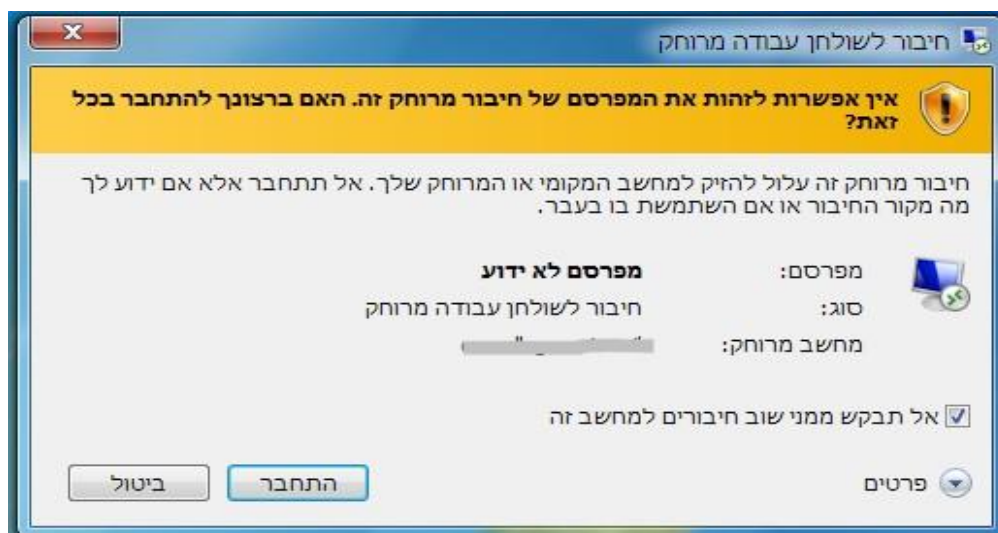 חיבור לשולחן עבודה מרוחק
אין אפשרות לזהות את המפרסם של חיבור מרוחק זה. האם ברצונך להתחבר בכל
זאת?
חיבור מרוחק זה עלול להזיק למחשב המקומי או המרוחק שלך. אל תתחבר אלא אם ידוע לך
מה מקור החיבור או אם השתמשת בו בעבר.
מפרסם: מפרסם לא ידוע
סוג: חיבור לשולחן עבודה מרוחק
מחשב מרוחק:
אל תבקש ממני שוב חיבורים למחשב זה
פרטים התחבר ביטול